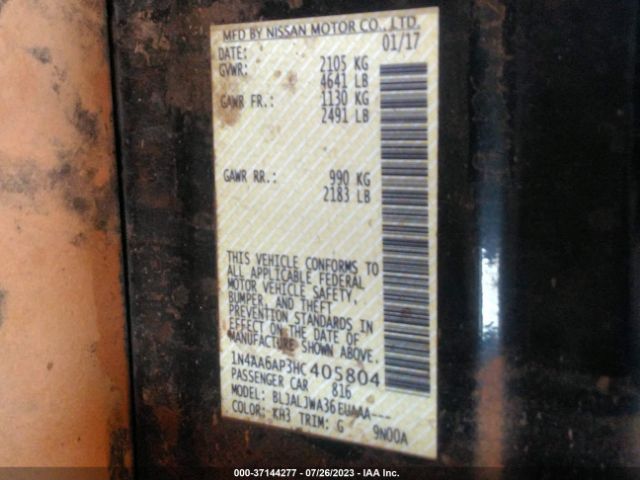 MFD BY NISSAN MOTOR CO., LTD.
DATE: 01/17
GVWR: 2105 KG
4641 LB
GAWR FR.: 1130 KG
2491 LB
GAWR RR.: 990 KG
2183 LB
THIS VEHICLE CONFORMS TO
ALL APPLICABLE FEDERAL
MOTOR VEHICLE SAFETY,
BUMPER, AND THEFT
PREVENTION STANDARDS IN
EFFECT ON THE DATE OF
MANUFACTURE SHOWN ABOVE.
1N4AA6AP3HC405804
PASSENGER CAR 816
MODEL: BLJALJWA36EUAAA---
COLOR: KH3 TRIM: G 9N00A
000-37144277 - 07/26/2023 - IAA Inc.